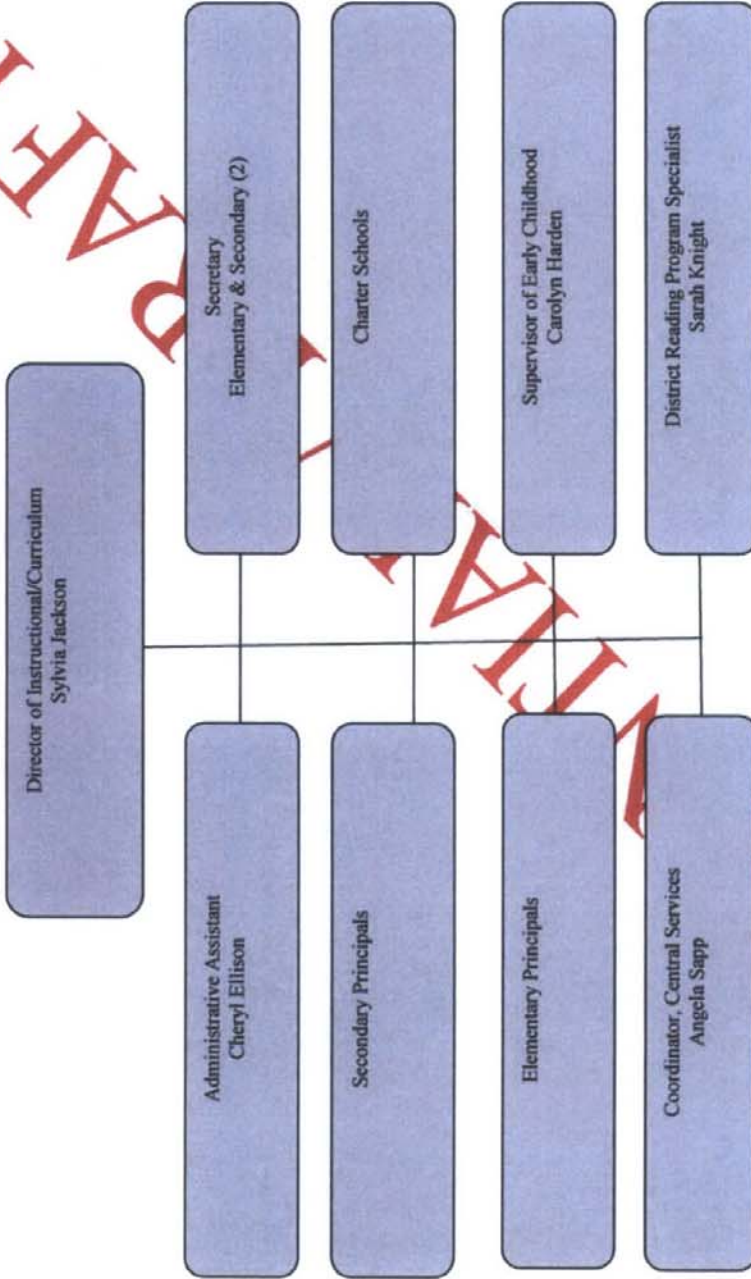 Director of Instructional/Curriculum
Sylvia Jackson
Administrative Assistant
Cheryl Ellison
Secretary
Elementary & Secondary (2)
Secondary Principals
Charter Schools
Elementary Principals
Supervisor of Early Childhood
Carolyn Harden
Coordinator, Central Services
Angela Sapp
District Reading Program Specialist
Sarah Knight